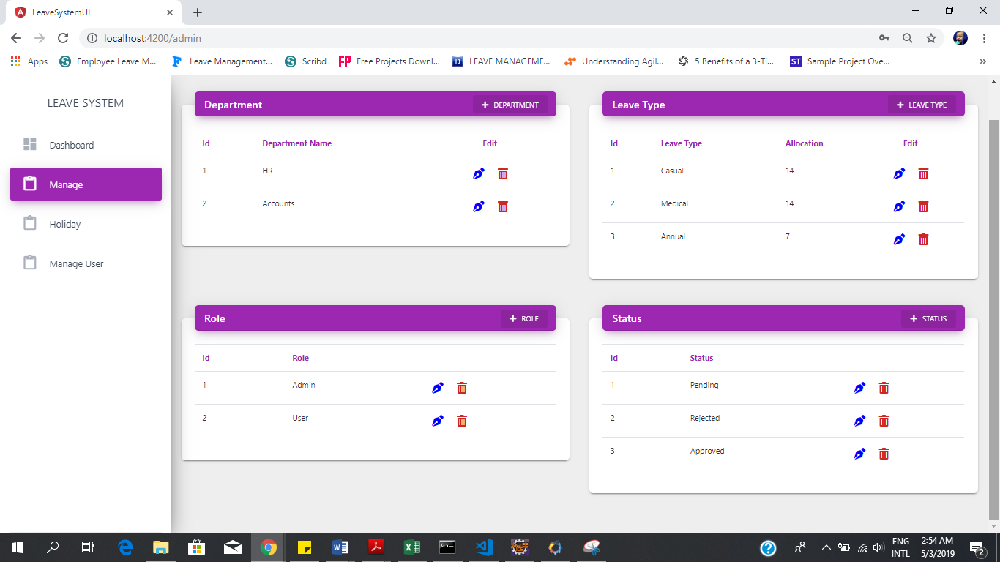 LeaveSystemUI
localhost:4200/admin
Apps Employee Leave M... Leave Management... Scribd FP Free Projects Downl... D LEAVE MANAGEME... Understanding Agil... 5 Benefits of a 3-Ti... ST Sample Project Ove... »
LEAVE SYSTEM
Dashboard
Manage
Holiday
Manage User
Department + DEPARTMENT
Id Department Name Edit
1 HR
2 Accounts
Leave Type + LEAVE TYPE
Id Leave Type Allocation Edit
1 Casual 14
2 Medical 14
3 Annual 7
Role + ROLE
Id Role
1 Admin
2 User
Status + STATUS
Id Status
1 Pending
2 Rejected
3 Approved
ENG
INTL
2:54 AM
5/3/2019
2